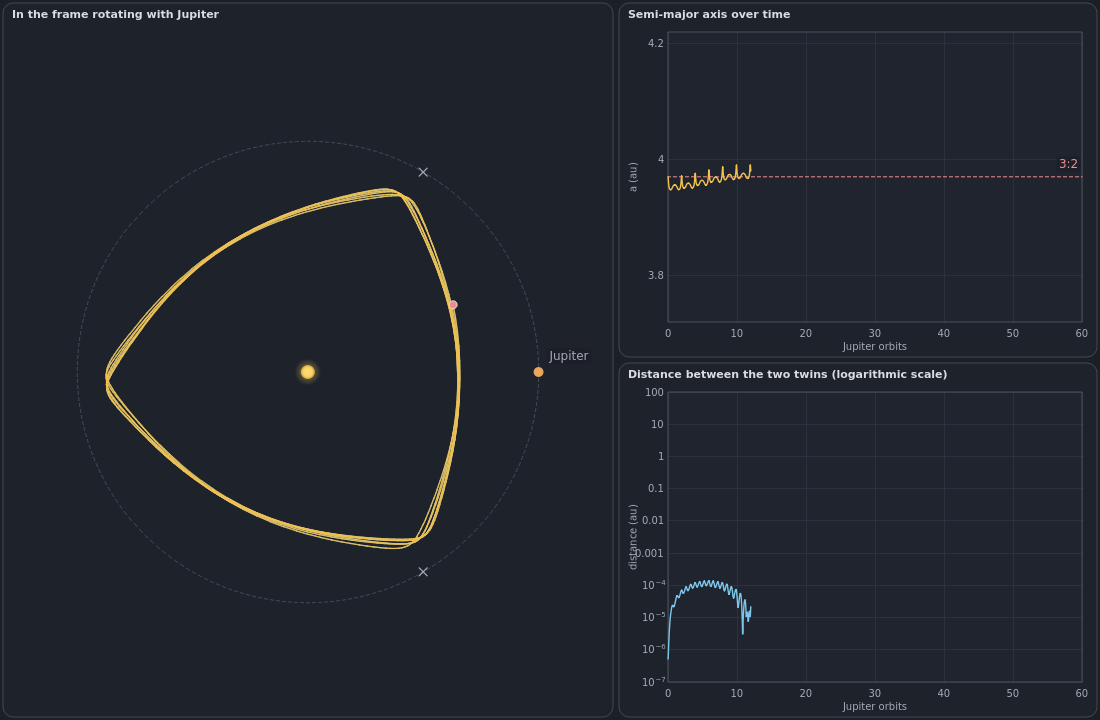 In the frame rotating with Jupiter
Jupiter
Semi-major axis over time
4.2
4
3.8
a (au)
3:2
0 10 20 30 40 50 60
Jupiter orbits
Distance between the two twins (logarithmic scale)
100
10
1
0.1
0.01
0.001
10⁻⁴
10⁻⁵
10⁻⁶
10⁻⁷
distance (au)
0 10 20 30 40 50 60
Jupiter orbits